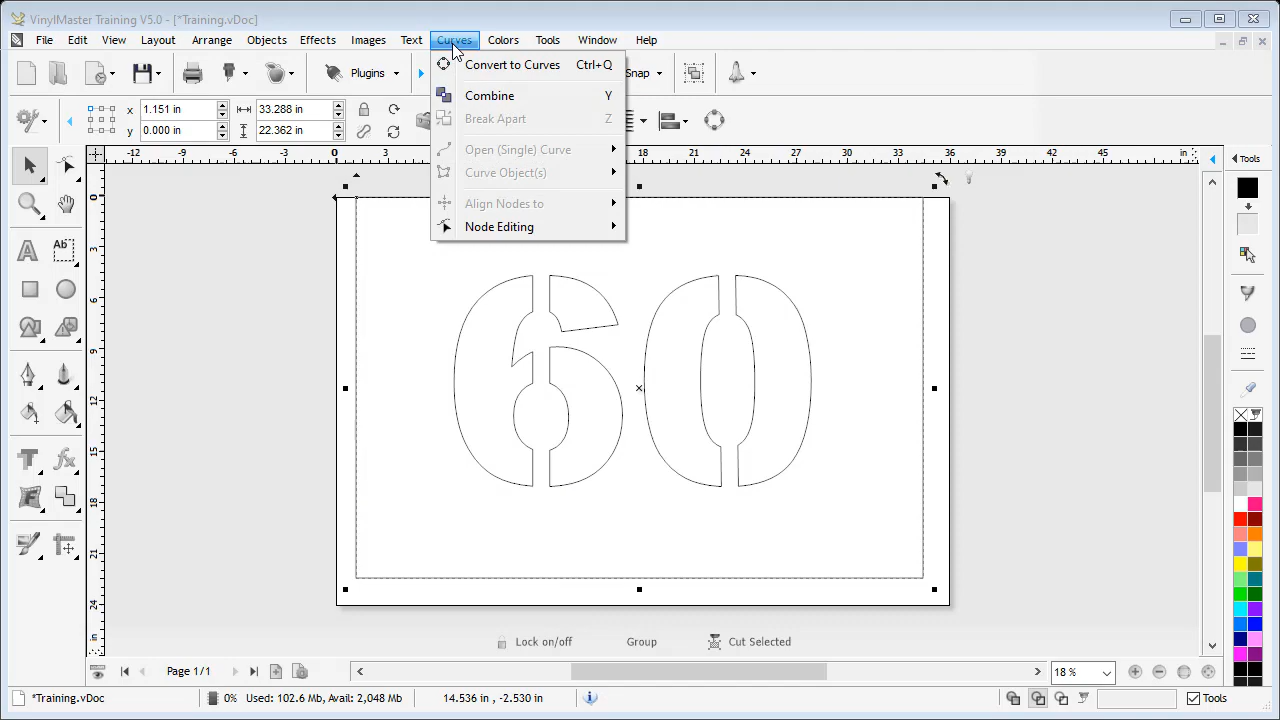 VinylMaster Training V5.0 - [*Training.vDoc]
File Edit View Layout Arrange Objects Effects Images Text Curves Colors Tools Window Help
Plugins Snap
Convert to Curves Ctrl+Q
Combine Y
Break Apart Z
Open (Single) Curve
Curve Object(s)
Align Nodes to
Node Editing
x 1.151 in 33.288 in
y 0.000 in 22.362 in
-12 -9 -6 -3 0 3 18 21 24 27 30 33 36 39 42 45 in
Tools
0
3
6
9
12
15
18
21
24
in
60
Lock on/off Group Cut Selected
Page 1/1 18 %
*Training.vDoc 0% Used: 102.6 Mb, Avail: 2,048 Mb 14.536 in , -2.530 in Tools